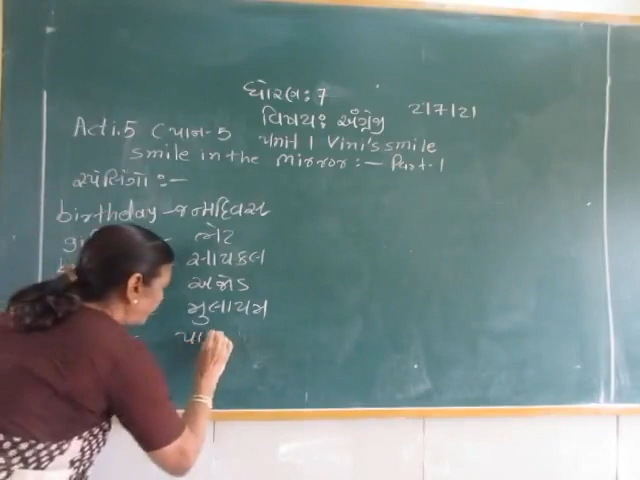 ધોરણ: 7
વિષય: અંગ્રેજી 2/7/21
Acti.5 (પાના-5 યુનિટ 1 Vini's smile
smile in the mirror :- Part-1
સ્પેલિંગો :-
birthday - જન્મદિવસ
ભેટ
સાયકલ
અજોડ
મુલાયમ